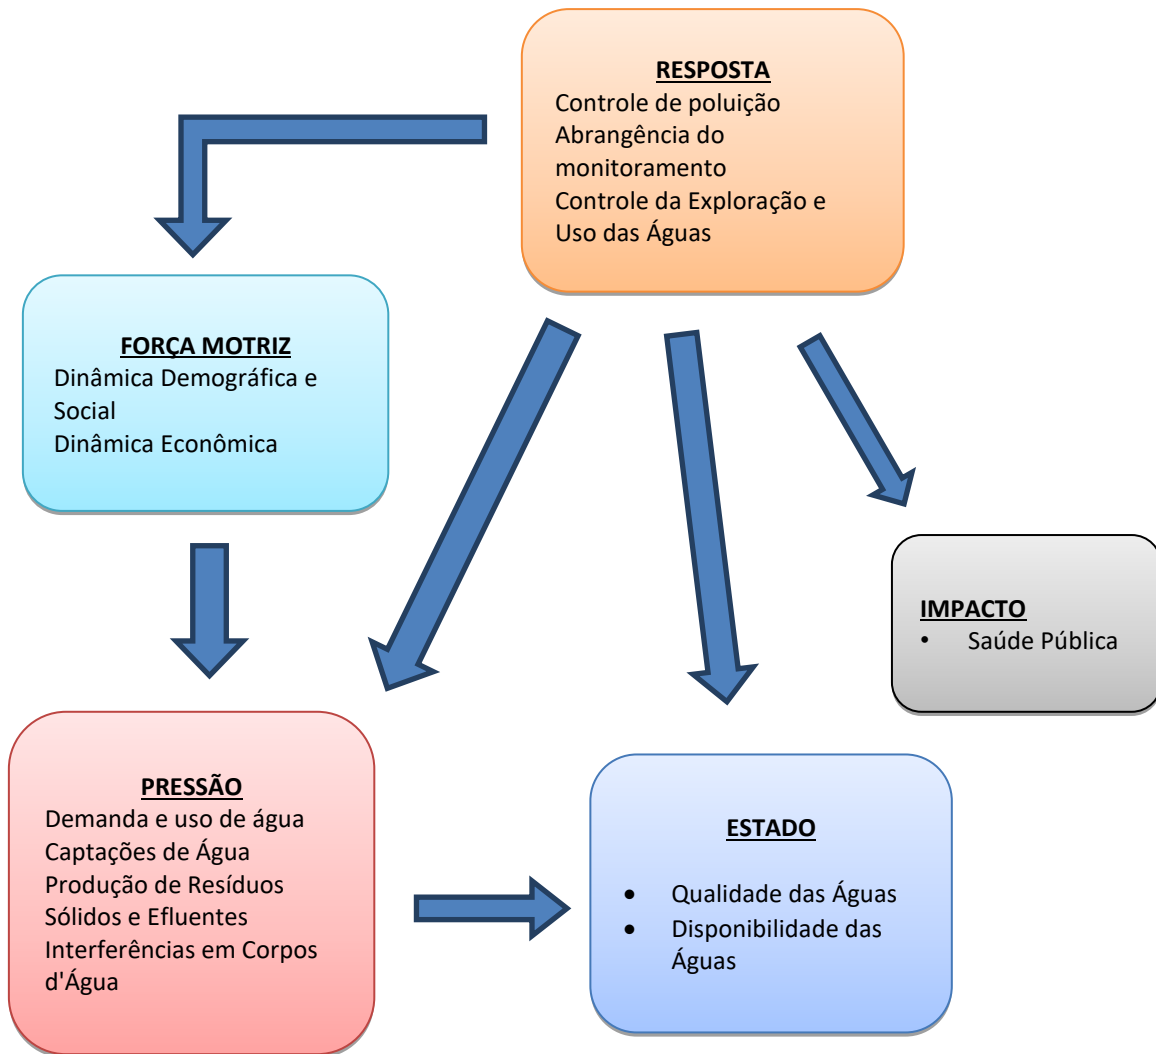 RESPOSTA
Controle de poluição
Abrangência do
monitoramento
Controle da Exploração e
Uso das Águas
FORÇA MOTRIZ
Dinâmica Demográfica e
Social
Dinâmica Econômica
IMPACTO
• Saúde Pública
PRESSÃO
Demanda e uso de água
Captações de Água
Produção de Resíduos
Sólidos e Efluentes
Interferências em Corpos
d'Água
ESTADO
• Qualidade das Águas
• Disponibilidade das
Águas